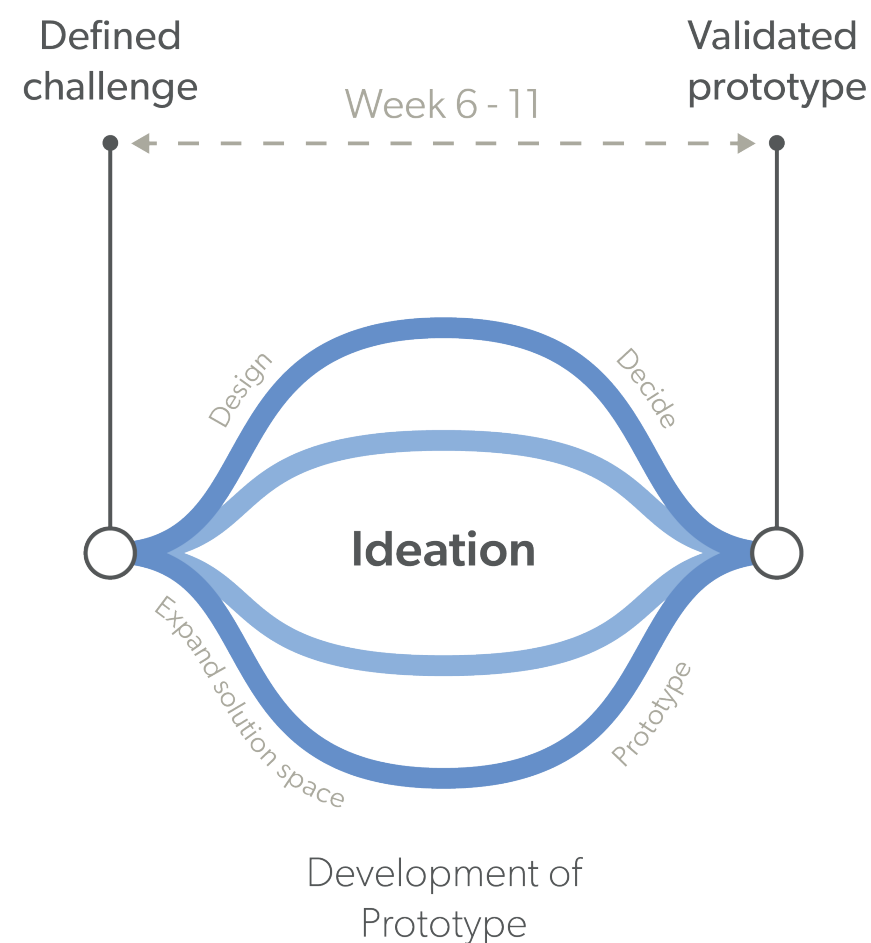 Defined
challenge
Validated
prototype
Week 6 - 11
Design
Decide
Ideation
Expand solution space
Prototype
Development of
Prototype